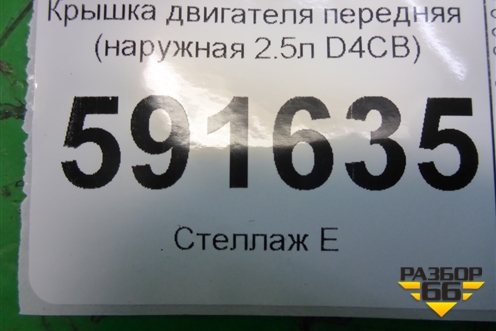 Крышка двигателя передняя
(наружная 2.5л D4CB)
591635
Стеллаж Е
РАЗБОР
66